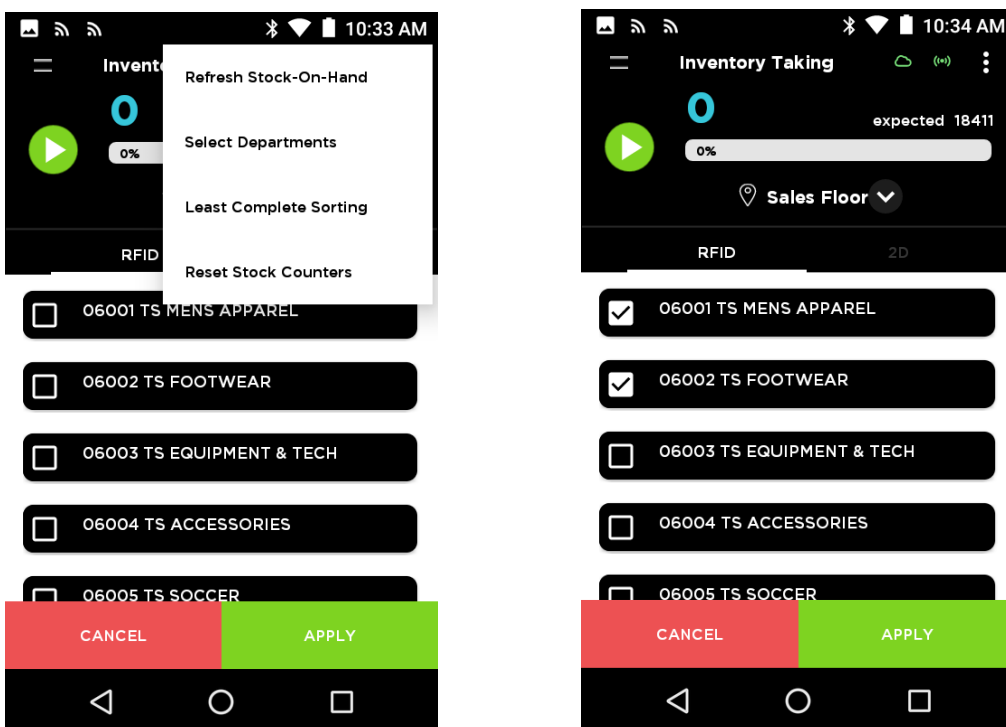 10:33 AM
Invent
Refresh Stock-On-Hand
0
Select Departments
0%
Least Complete Sorting
RFID
Reset Stock Counters
06001 TS MENS APPAREL
06002 TS FOOTWEAR
06003 TS EQUIPMENT & TECH
06004 TS ACCESSORIES
06005 TS SOCCER
CANCEL APPLY
10:34 AM
Inventory Taking
0
expected 18411
0%
Sales Floor
RFID 2D
06001 TS MENS APPAREL
06002 TS FOOTWEAR
06003 TS EQUIPMENT & TECH
06004 TS ACCESSORIES
06005 TS SOCCER
CANCEL APPLY